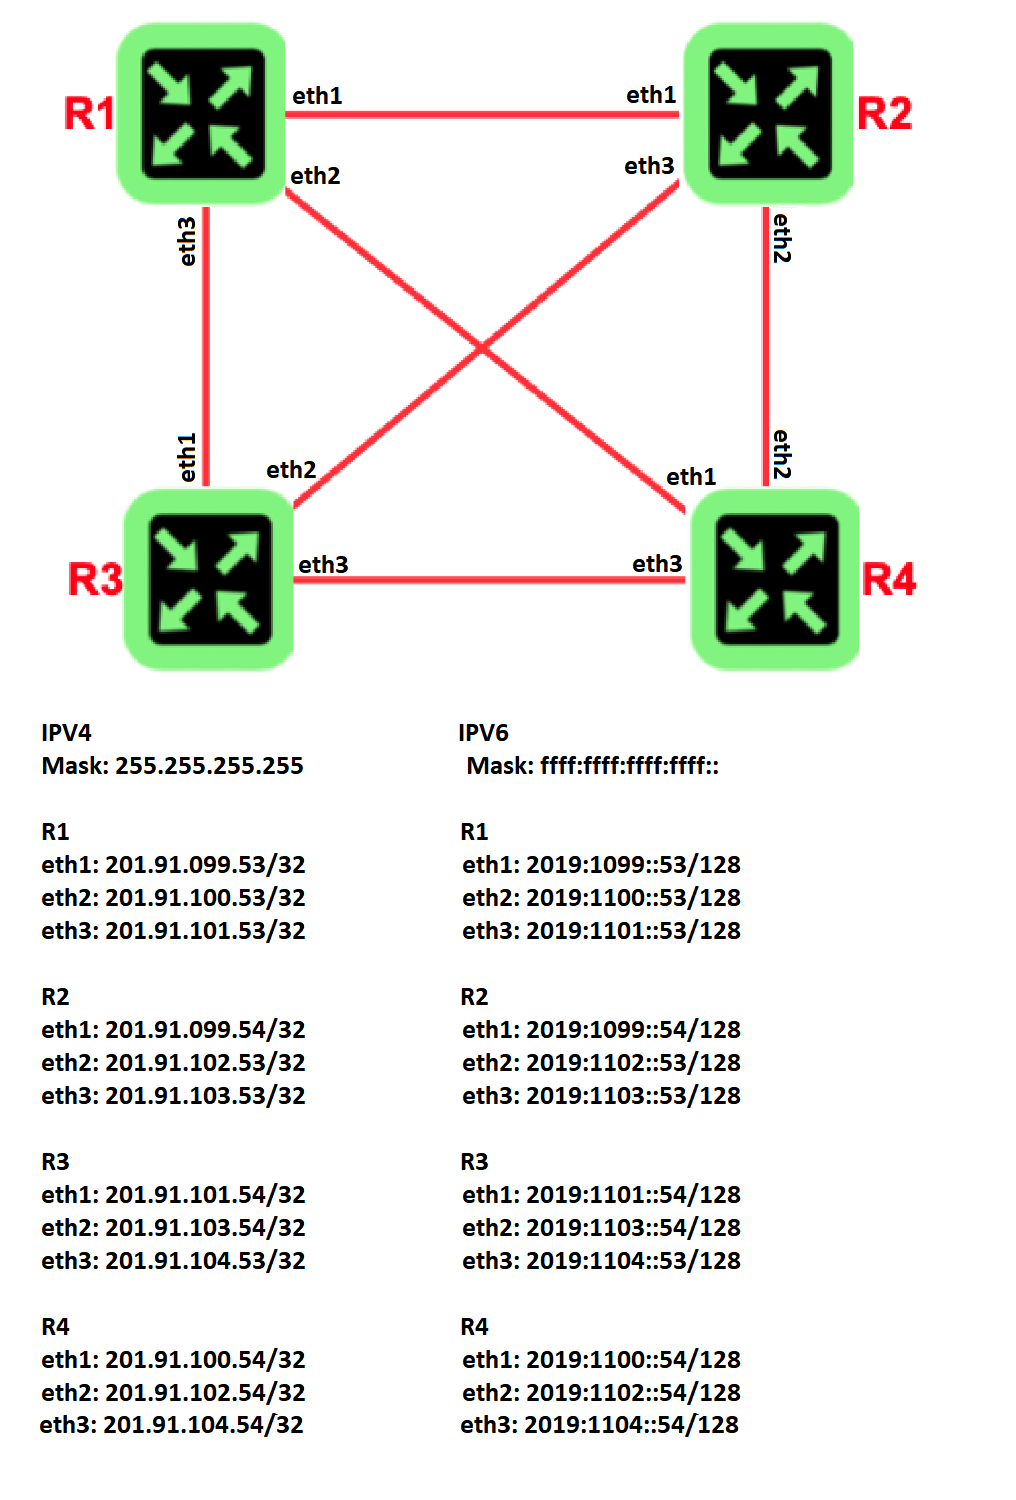 R1
eth1
eth1
R2
eth2
eth3
eth3
eth2
eth1
eth2
eth2
eth1
R3
eth3
eth3
R4
IPV4
Mask: 255.255.255.255
R1
eth1: 201.91.099.53/32
eth2: 201.91.100.53/32
eth3: 201.91.101.53/32
R2
eth1: 201.91.099.54/32
eth2: 201.91.102.53/32
eth3: 201.91.103.53/32
R3
eth1: 201.91.101.54/32
eth2: 201.91.103.54/32
eth3: 201.91.104.53/32
R4
eth1: 201.91.100.54/32
eth2: 201.91.102.54/32
eth3: 201.91.104.54/32
IPV6
Mask: ffff:ffff:ffff:ffff::
R1
eth1: 2019:1099::53/128
eth2: 2019:1100::53/128
eth3: 2019:1101::53/128
R2
eth1: 2019:1099::54/128
eth2: 2019:1102::53/128
eth3: 2019:1103::53/128
R3
eth1: 2019:1101::54/128
eth2: 2019:1103::54/128
eth3: 2019:1104::53/128
R4
eth1: 2019:1100::54/128
eth2: 2019:1102::54/128
eth3: 2019:1104::54/128